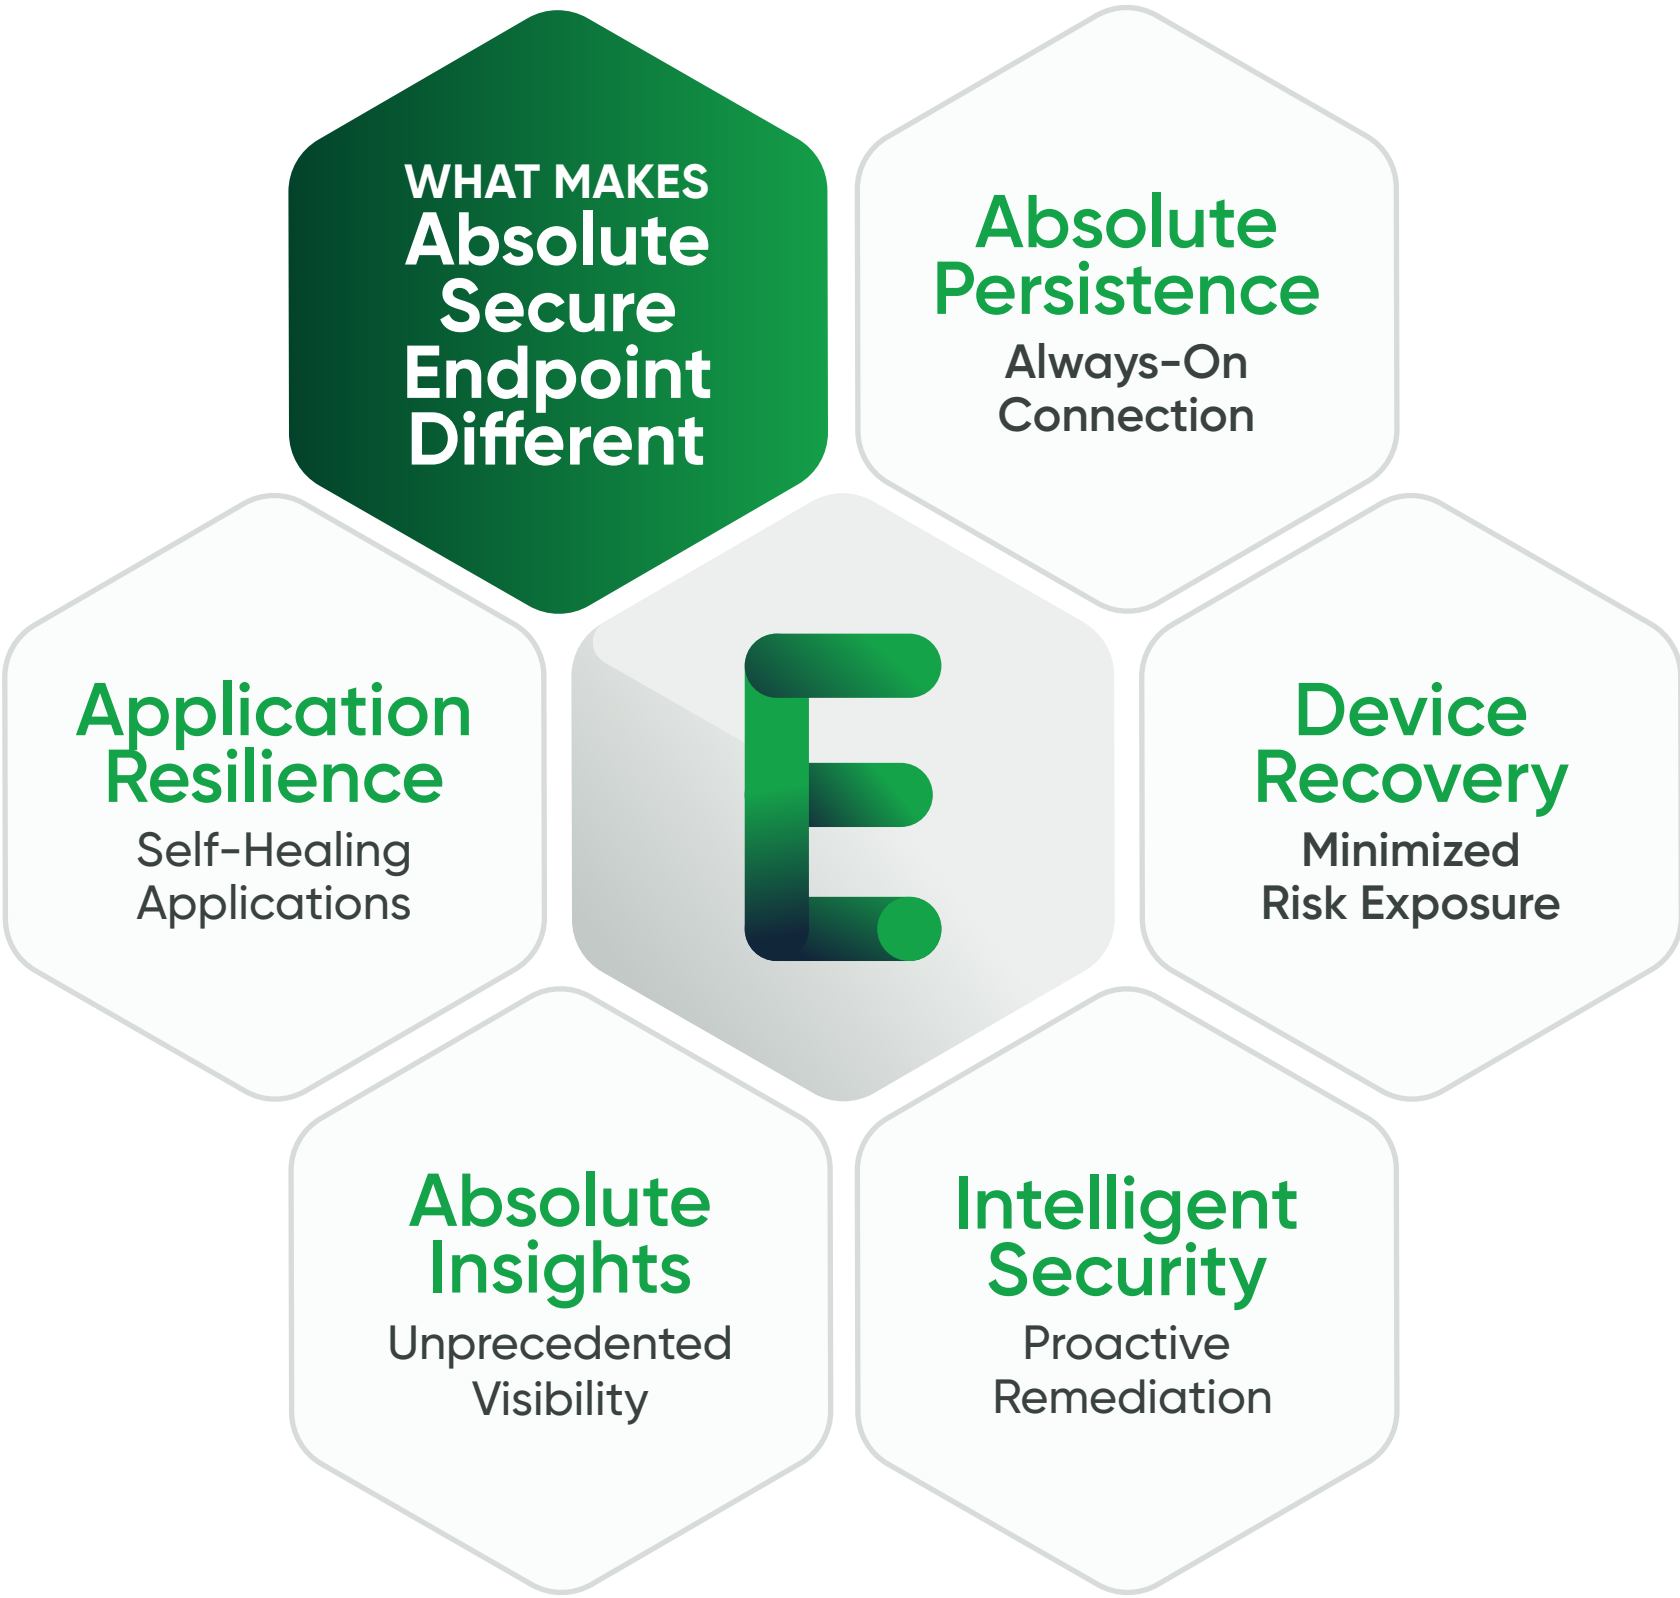 WHAT MAKES
Absolute
Secure
Endpoint
Different
Absolute
Persistence
Always-On
Connection
Application
Resilience
Self-Healing
Applications
E
Device
Recovery
Minimized
Risk Exposure
Absolute
Insights
Unprecedented
Visibility
Intelligent
Security
Proactive
Remediation